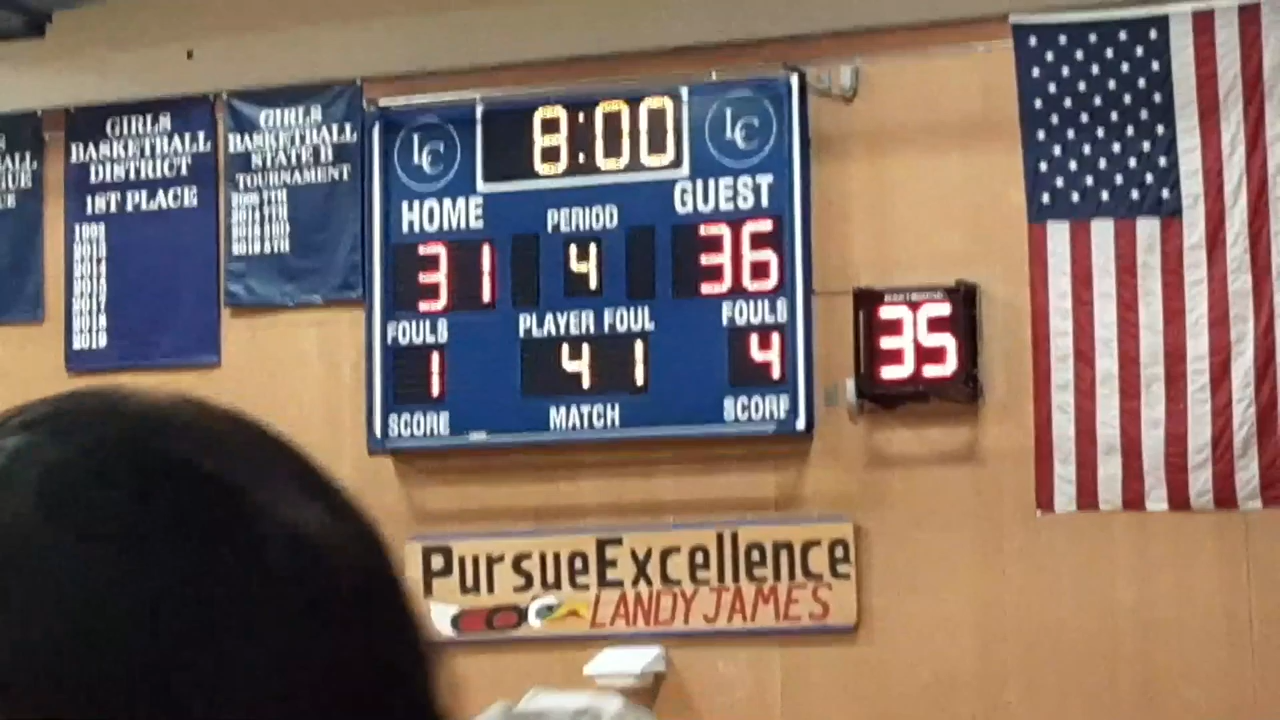 GIRLS
BASKETBALL
DISTRICT
1ST PLACE
GIRLS
BASKETBALL
STATE B
TOURNAMENT
LC
8:00
LC
HOME
PERIOD
GUEST
31
4
36
FOULS
PLAYER FOUL
FOULS
1
4 1
4
SCORE
MATCH
SCORE
35
PursueExcellence
LANDY JAMES